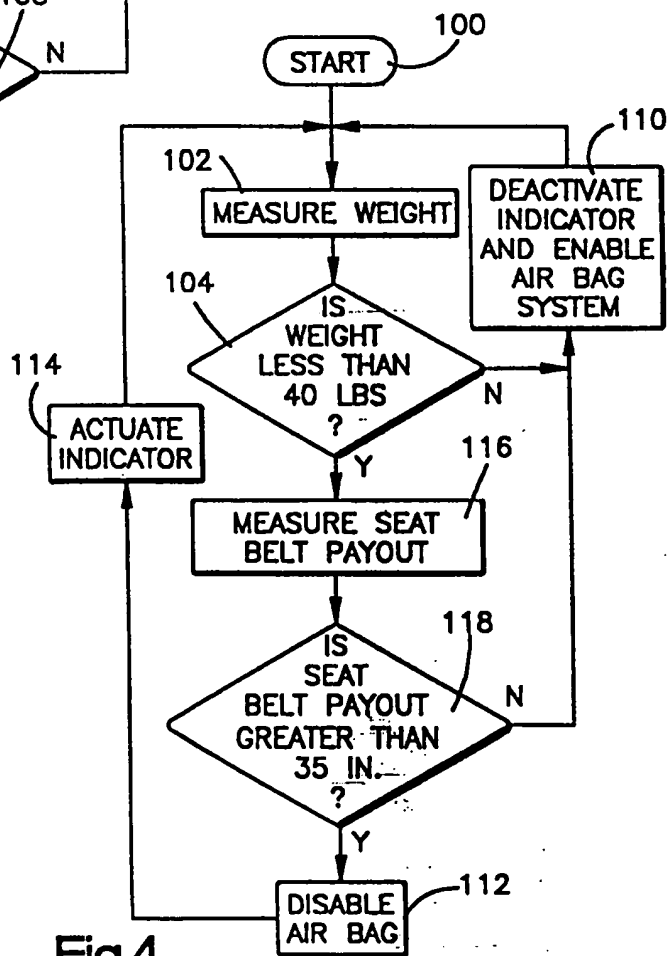 N
100
START
110
102
MEASURE WEIGHT
DEACTIVATE
INDICATOR
AND ENABLE
AIR BAG
SYSTEM
104
IS
WEIGHT
LESS THAN
40 LBS
?
N
Y
114
ACTUATE
INDICATOR
116
MEASURE SEAT
BELT PAYOUT
118
IS
SEAT
BELT PAYOUT
GREATER THAN
35 IN.
?
N
Y
112
DISABLE
AIR BAG
Fig.4